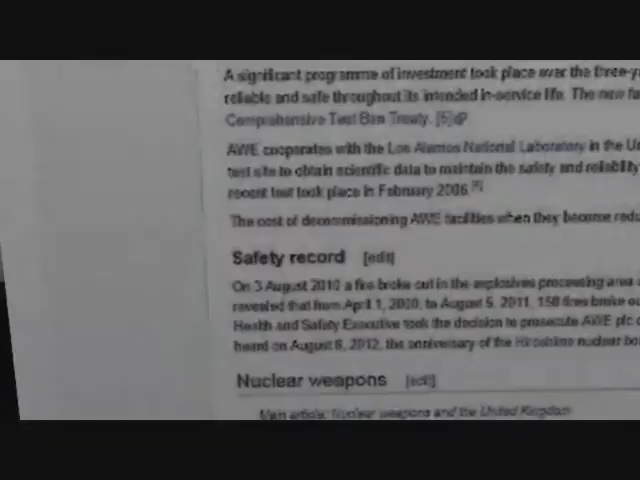 A significant programme of investment took place over the three-y
reliable and safe throughout its intended in-service life. The new fa
Comprehensive Test Ban Treaty. [5]
AWE cooperates with the Los Alamos National Laboratory in the Un
test site to obtain scientific data to maintain the safety and reliability
recent test took place in February 2006.
The cost of decommissioning AWE facilities when they become redu
Safety record [edit]
On 3 August 2010 a fire broke out in the explosives processing area
revealed that from April 1, to August 5, 2011, 158 fires broke ou
Health and Safety Executive took the decision to prosecute AWE plc
heard on August 6, 2012, the anniversary of the Hiroshima nuclear bo
Nuclear weapons [edit]
Main article: Nuclear weapons and the United Kingdom